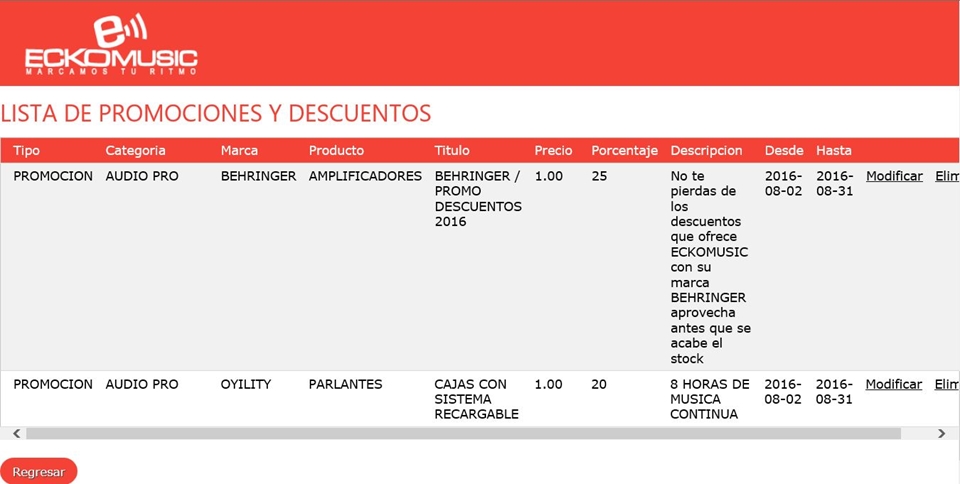 ECKOMUSIC
MARCAMOS TU RITMO
LISTA DE PROMOCIONES Y DESCUENTOS
Tipo Categoria Marca Producto Titulo Precio Porcentaje Descripcion Desde Hasta
PROMOCION AUDIO PRO BEHRINGER AMPLIFICADORES BEHRINGER / 1.00 25 No te 2016- 2016- Modificar Elim
PROMO pierdas de 08-02 08-31
DESCUENTOS los
2016 descuentos
que ofrece
ECKOMUSIC
con su
marca
BEHRINGER
aprovecha
antes que se
acabe el
stock
PROMOCION AUDIO PRO OYILITY PARLANTES CAJAS CON 1.00 20 8 HORAS DE 2016- 2016- Modificar Elim
SISTEMA MUSICA 08-02 08-31
RECARGABLE CONTINUA
Regresar